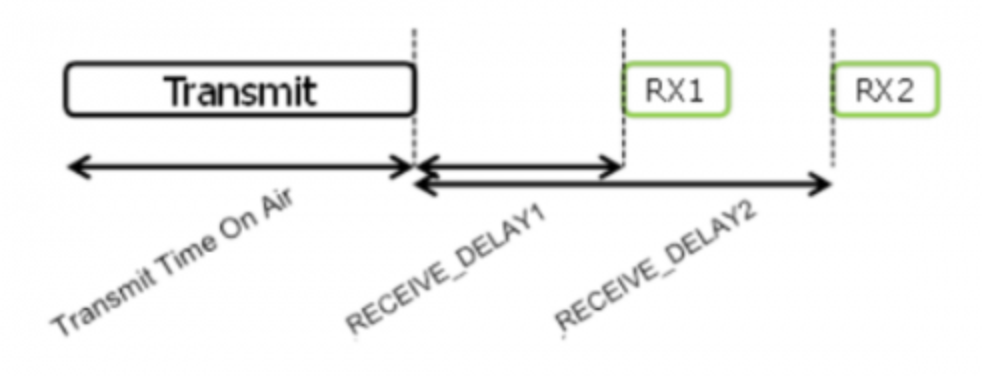 Transmit
RX1
RX2
Transmit Time On Air
RECEIVE_DELAY1
RECEIVE_DELAY2